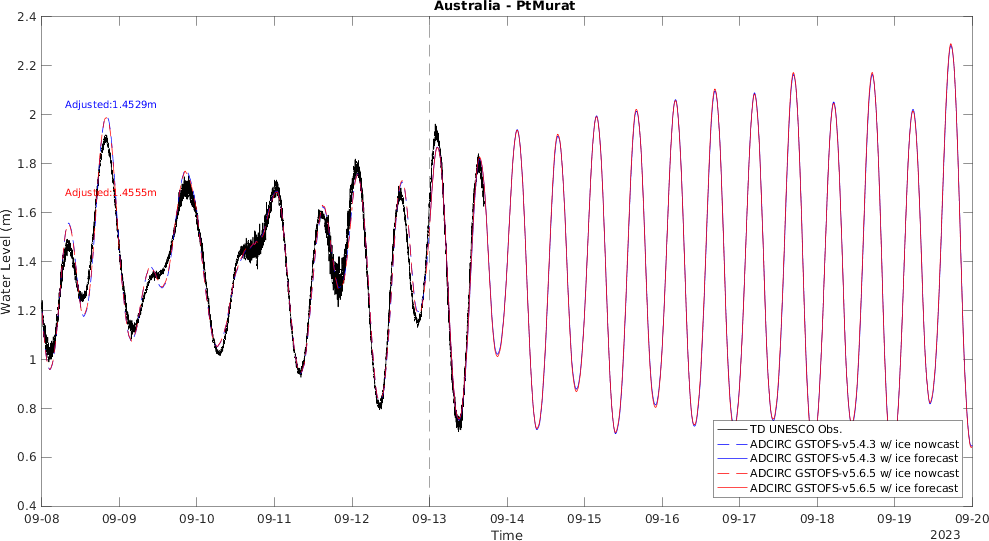 Australia - PtMurat
2.4
2.2
2
1.8
1.6
1.4
1.2
1
0.8
0.6
0.4
Water Level (m)
Adjusted:1.4529m
Adjusted:1.4555m
TD UNESCO Obs.
ADCIRC GSTOFS-v5.4.3 w/ ice nowcast
ADCIRC GSTOFS-v5.4.3 w/ ice forecast
ADCIRC GSTOFS-v5.6.5 w/ ice nowcast
ADCIRC GSTOFS-v5.6.5 w/ ice forecast
09-08 09-09 09-10 09-11 09-12 09-13 09-14 09-15 09-16 09-17 09-18 09-19 09-20
Time
2023